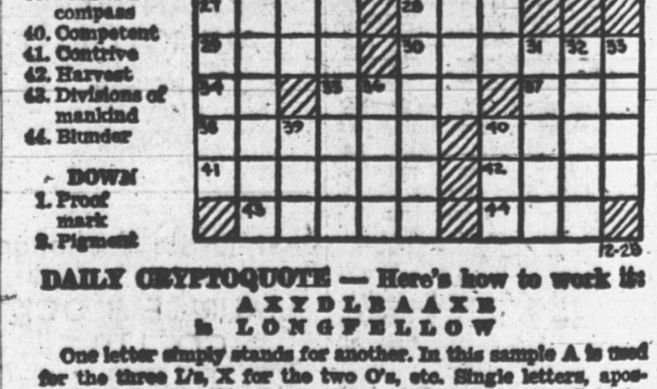 compass
40. Competent
41. Contrive
42. Harvest
43. Divisions of
mankind
44. Blunder
DOWN
1. Proof
mark
2. Pigment
27 28
29 30 31 32 33
34 35 36 37
38 39 40
41 42
43 44
12-28
DAILY CRYPTOQUOTE — Here's how to work it:
A X Y D L B A A X R
is L O N G F E L L O W
One letter simply stands for another. In this sample A is used
for the three L's, X for the two O's, etc. Single letters, apos-